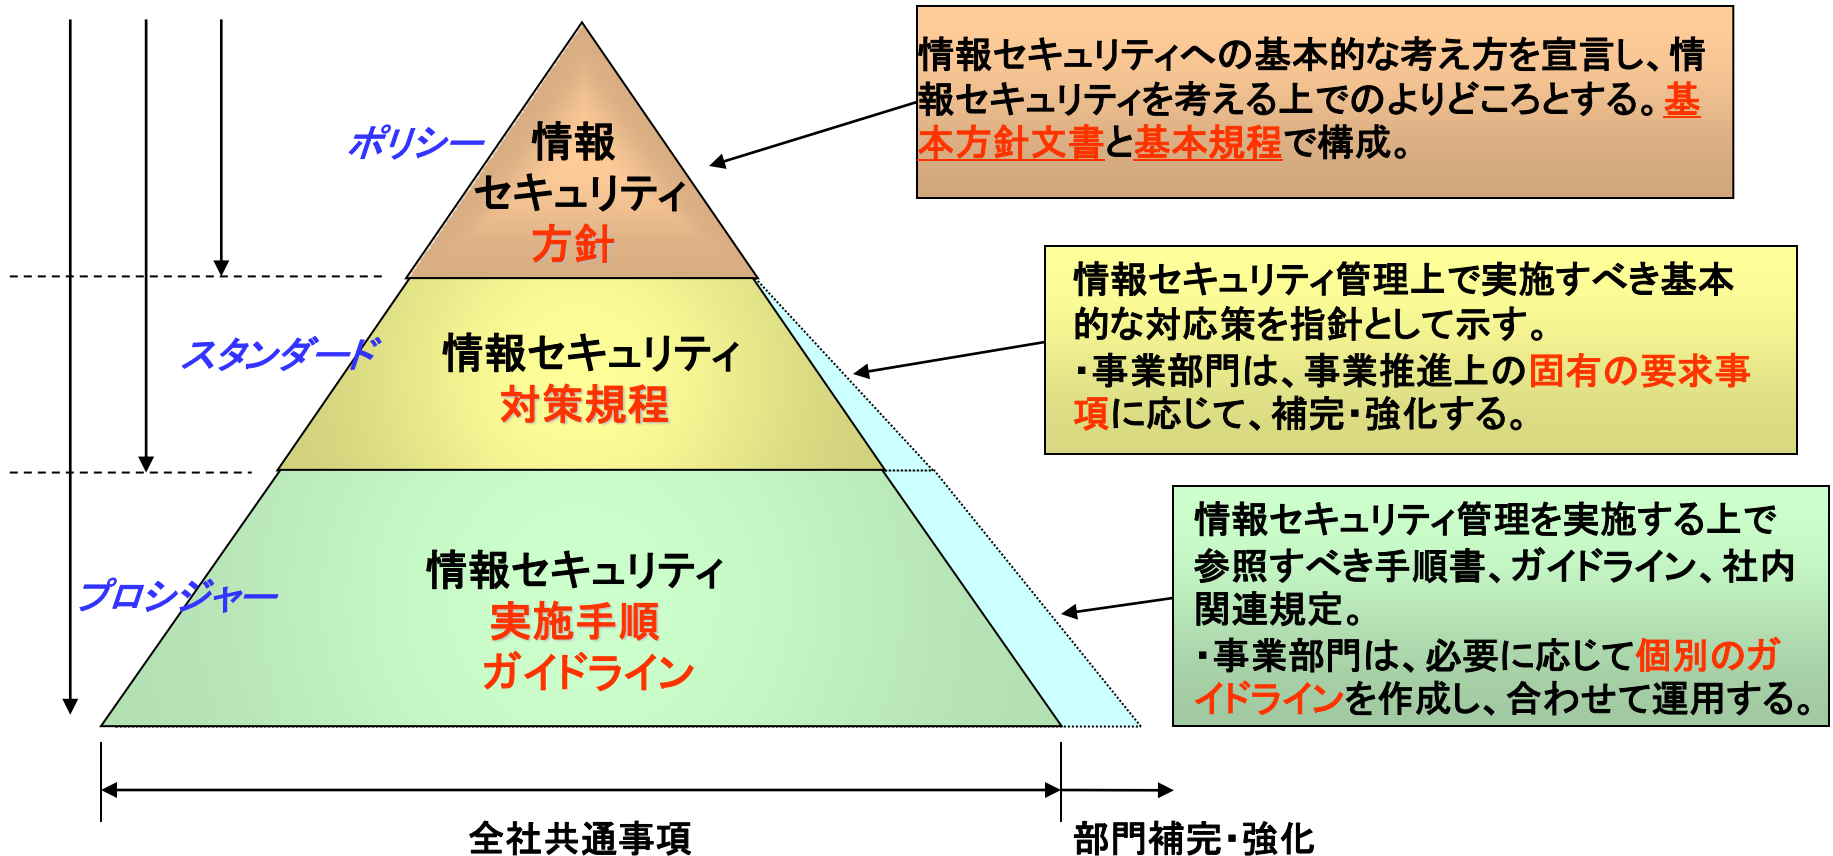 情報セキュリティへの基本的な考え方を宣言し、情
報セキュリティを考える上でのよりどころとする。基
本方針文書と基本規程で構成。
ポリシー
情報
セキュリティ
方針
情報セキュリティ管理上で実施すべき基本
的な対応策を指針として示す。
・事業部門は、事業推進上の固有の要求事
項に応じて、補完・強化する。
スタンダード
情報セキュリティ
対策規程
情報セキュリティ管理を実施する上で
参照すべき手順書、ガイドライン、社内
関連規定。
・事業部門は、必要に応じて個別のガ
イドラインを作成し、合わせて運用する。
プロシジャー
情報セキュリティ
実施手順
ガイドライン
全社共通事項
部門補完・強化